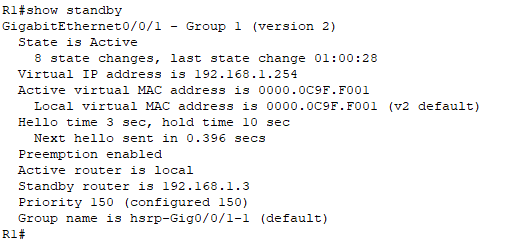 R1#show standby
GigabitEthernet0/0/1 - Group 1 (version 2)
State is Active
8 state changes, last state change 01:00:28
Virtual IP address is 192.168.1.254
Active virtual MAC address is 0000.0C9F.F001
Local virtual MAC address is 0000.0C9F.F001 (v2 default)
Hello time 3 sec, hold time 10 sec
Next hello sent in 0.396 secs
Preemption enabled
Active router is local
Standby router is 192.168.1.3
Priority 150 (configured 150)
Group name is hsrp-Gig0/0/1-1 (default)
R1#